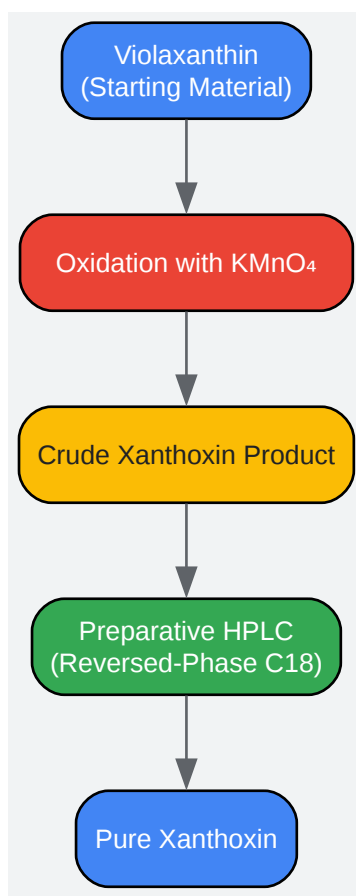 Violaxanthin
(Starting Material)
Oxidation with KMnO₄
Crude Xanthoxin Product
Preparative HPLC
(Reversed-Phase C18)
Pure Xanthoxin